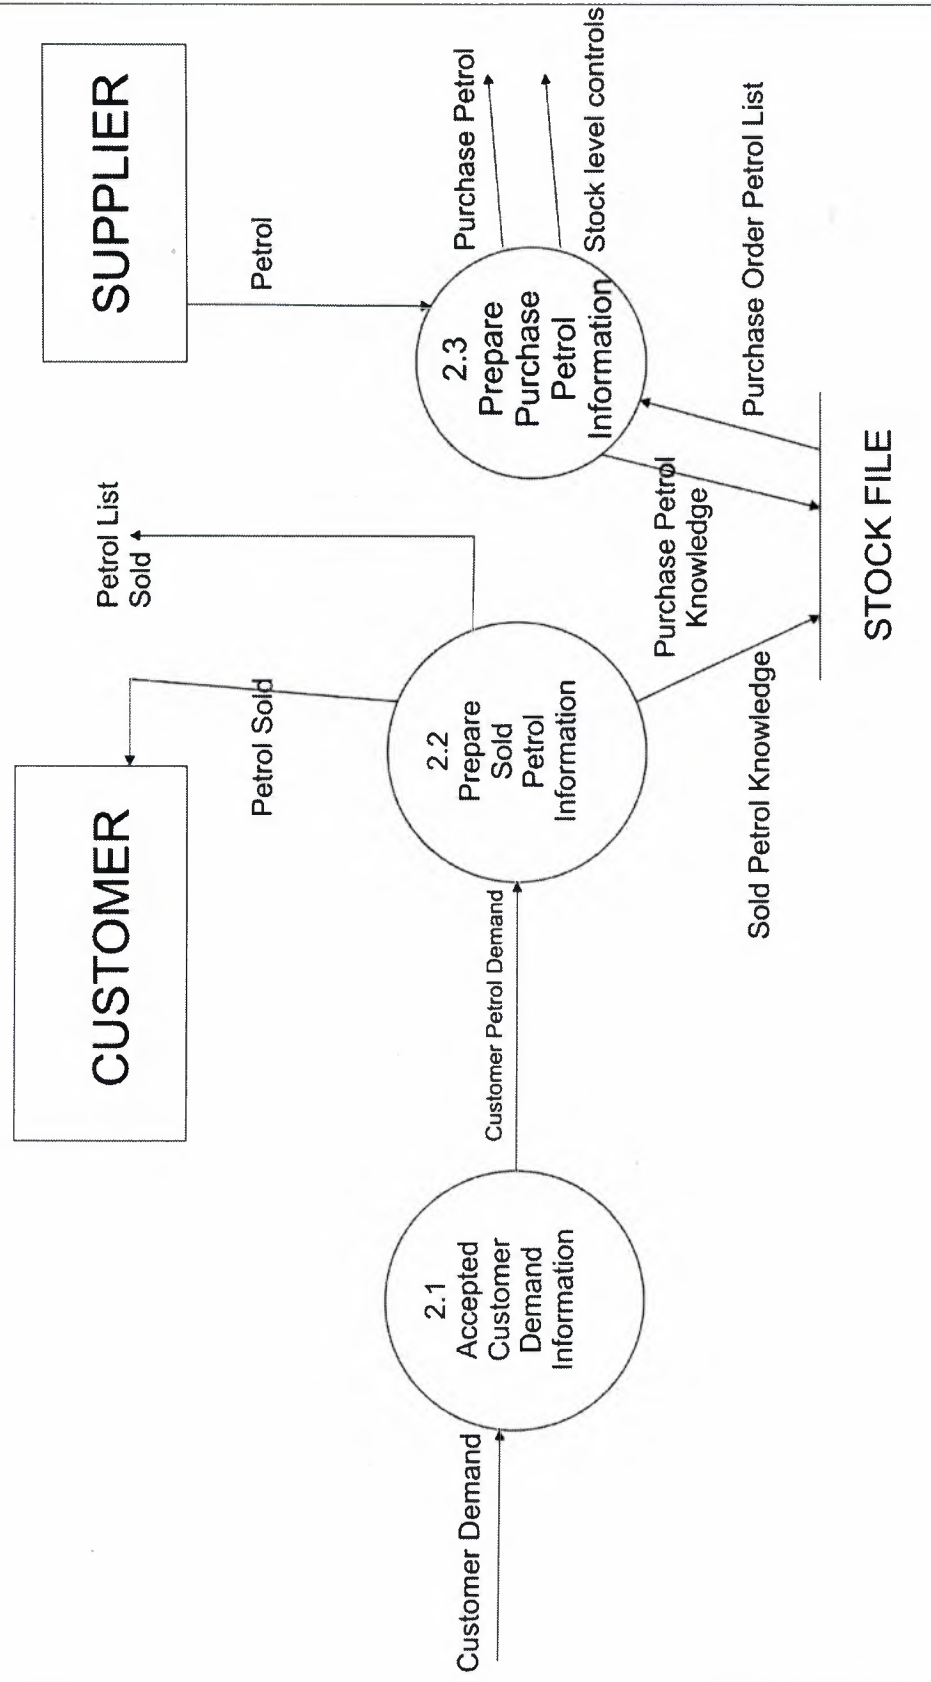 CUSTOMER
SUPPLIER
Petrol List
Sold
Petrol Sold
Petrol
Customer Demand
2.1
Accepted
Customer
Demand
Information
Customer Petrol Demand
2.2
Prepare
Sold
Petrol
Information
2.3
Prepare
Purchase
Petrol
Information
Purchase Petrol
Stock level controls
Purchase Petrol
Knowledge
Sold Petrol Knowledge
Purchase Order Petrol List
STOCK FILE